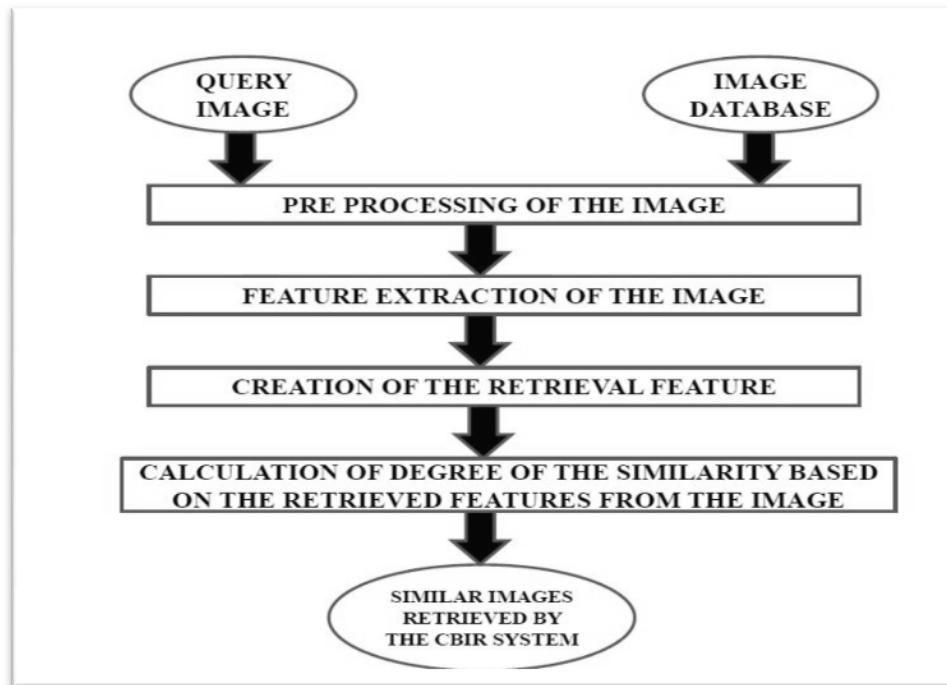 QUERY
IMAGE
IMAGE
DATABASE
PRE PROCESSING OF THE IMAGE
FEATURE EXTRACTION OF THE IMAGE
CREATION OF THE RETRIEVAL FEATURE
CALCULATION OF DEGREE OF THE SIMILARITY BASED
ON THE RETRIEVED FEATURES FROM THE IMAGE
SIMILAR IMAGES
RETRIEVED BY
THE CBIR SYSTEM